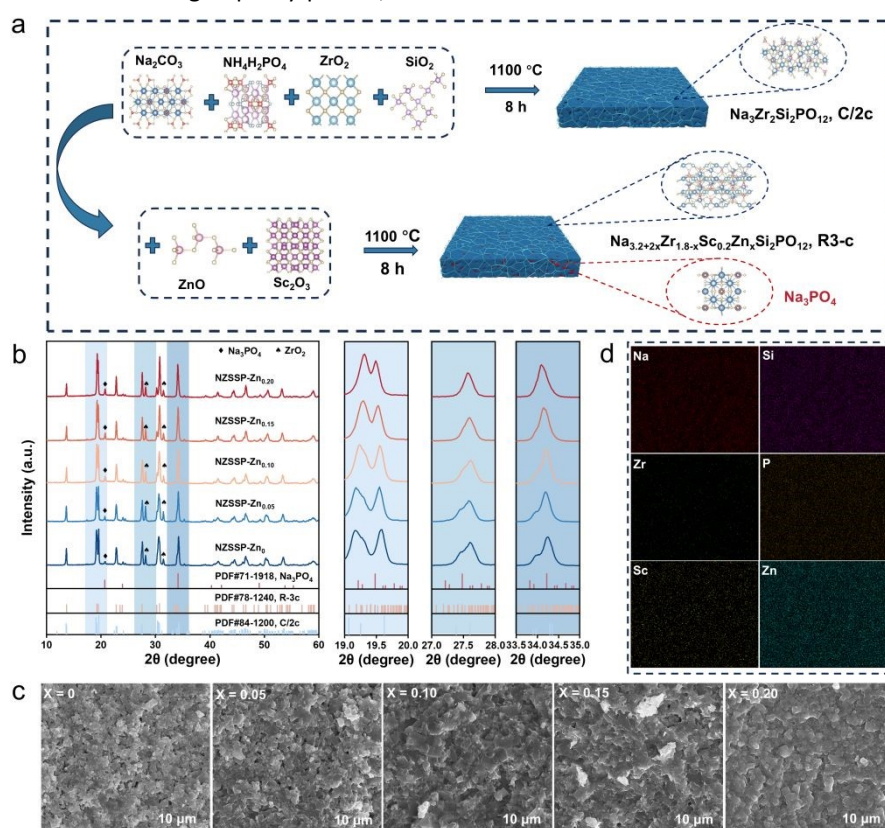 a
Na2CO3
NH4H2PO4
ZrO2
SiO2
1100 °C
8 h
Na3Zr2Si2PO12, C/2c
ZnO
Sc2O3
1100 °C
8 h
Na3.2+2xZr1.8-xSc0.2ZnxSi2PO12, R3-c
Na3PO4
b
Intensity (a.u.)
♦ Na3PO4 ♠ ZrO2
NZSSP-Zn0.20
NZSSP-Zn0.15
NZSSP-Zn0.10
NZSSP-Zn0.05
NZSSP-Zn0
PDF#71-1918, Na3PO4
PDF#78-1240, R-3c
PDF#84-1200, C/2c
10 20 30 40 50 60
2θ (degree)
19.0 19.5 20.0
2θ (degree)
27.0 27.5 28.0
2θ (degree)
33.5 34.0 34.5 35.0
2θ (degree)
d
Na
Si
Zr
P
Sc
Zn
c
X = 0
10 μm
X = 0.05
10 μm
X = 0.10
10 μm
X = 0.15
10 μm
X = 0.20
10 μm